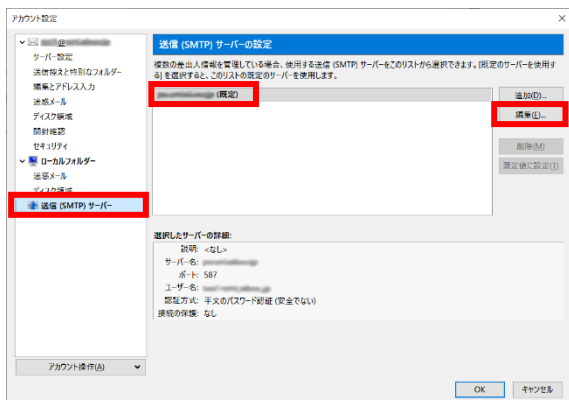 アカウント設定
サーバー設定
送信控えと特別なフォルダー
編集とアドレス入力
迷惑メール
ディスク領域
開封確認
セキュリティ
ローカルフォルダー
迷惑メール
ディスク領域
送信 (SMTP) サーバー
アカウント操作(A)
送信 (SMTP) サーバーの設定
複数の差出人情報を管理している場合、使用する送信 (SMTP) サーバーをこのリストから選択できます。[既定のサーバーを使用す
る] を選択すると、このリストの既定のサーバーを使用します。
(既定)
追加(D)...
編集(E)...
削除(M)
既定値に設定(T)
選択したサーバーの詳細:
説明: <なし>
サーバー名:
ポート: 587
ユーザー名:
認証方式: 平文のパスワード認証 (安全でない)
接続の保護: なし
OK
キャンセル